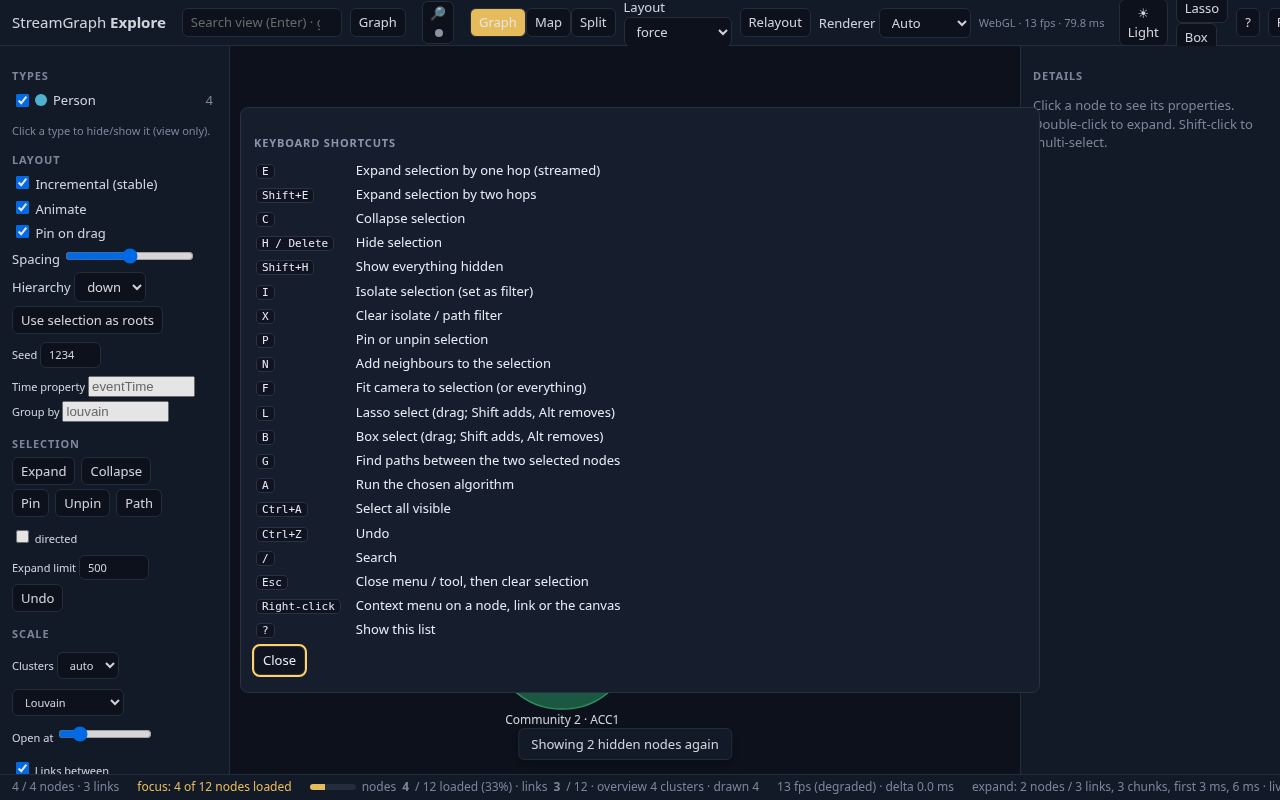 StreamGraph Explore
Search view (Enter) ·
Graph
Graph
Map
Split
Layout
force
Relayout
Renderer
Auto
WebGL · 13 fps · 79.8 ms
Light
Lasso
Box
?
TYPES
Person 4
Click a type to hide/show it (view only).
LAYOUT
Incremental (stable)
Animate
Pin on drag
Spacing
Hierarchy down
Use selection as roots
Seed 1234
Time property eventTime
Group by louvain
SELECTION
Expand Collapse
Pin Unpin Path
directed
Expand limit 500
Undo
SCALE
Clusters auto
Louvain
Open at
Links between
KEYBOARD SHORTCUTS
E Expand selection by one hop (streamed)
Shift+E Expand selection by two hops
C Collapse selection
H / Delete Hide selection
Shift+H Show everything hidden
I Isolate selection (set as filter)
X Clear isolate / path filter
P Pin or unpin selection
N Add neighbours to the selection
F Fit camera to selection (or everything)
L Lasso select (drag; Shift adds, Alt removes)
B Box select (drag; Shift adds, Alt removes)
G Find paths between the two selected nodes
A Run the chosen algorithm
Ctrl+A Select all visible
Ctrl+Z Undo
/ Search
Esc Close menu / tool, then clear selection
Right-click Context menu on a node, link or the canvas
? Show this list
Close
Community 2 · ACC1
Showing 2 hidden nodes again
DETAILS
Click a node to see its properties.
Double-click to expand. Shift-click to
multi-select.
4 / 4 nodes · 3 links
focus: 4 of 12 nodes loaded
nodes 4 / 12 loaded (33%) · links 3 / 12 · overview 4 clusters · drawn 4
13 fps (degraded) · delta 0.0 ms
expand: 2 nodes / 3 links, 3 chunks, first 3 ms, 6 ms ·